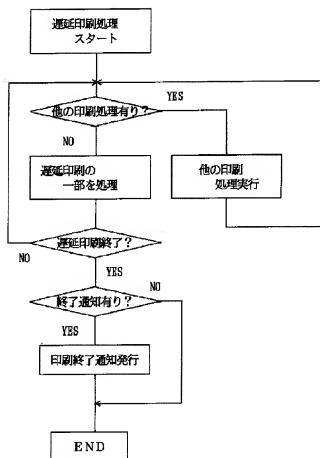 遅延印刷処理
スタート
他の印刷処理有り？
YES
NO
遅延印刷の
一部を処理
他の印刷
処理実行
遅延印刷終了？
NO
YES
終了通知有り？
NO
YES
印刷終了通知発行
END